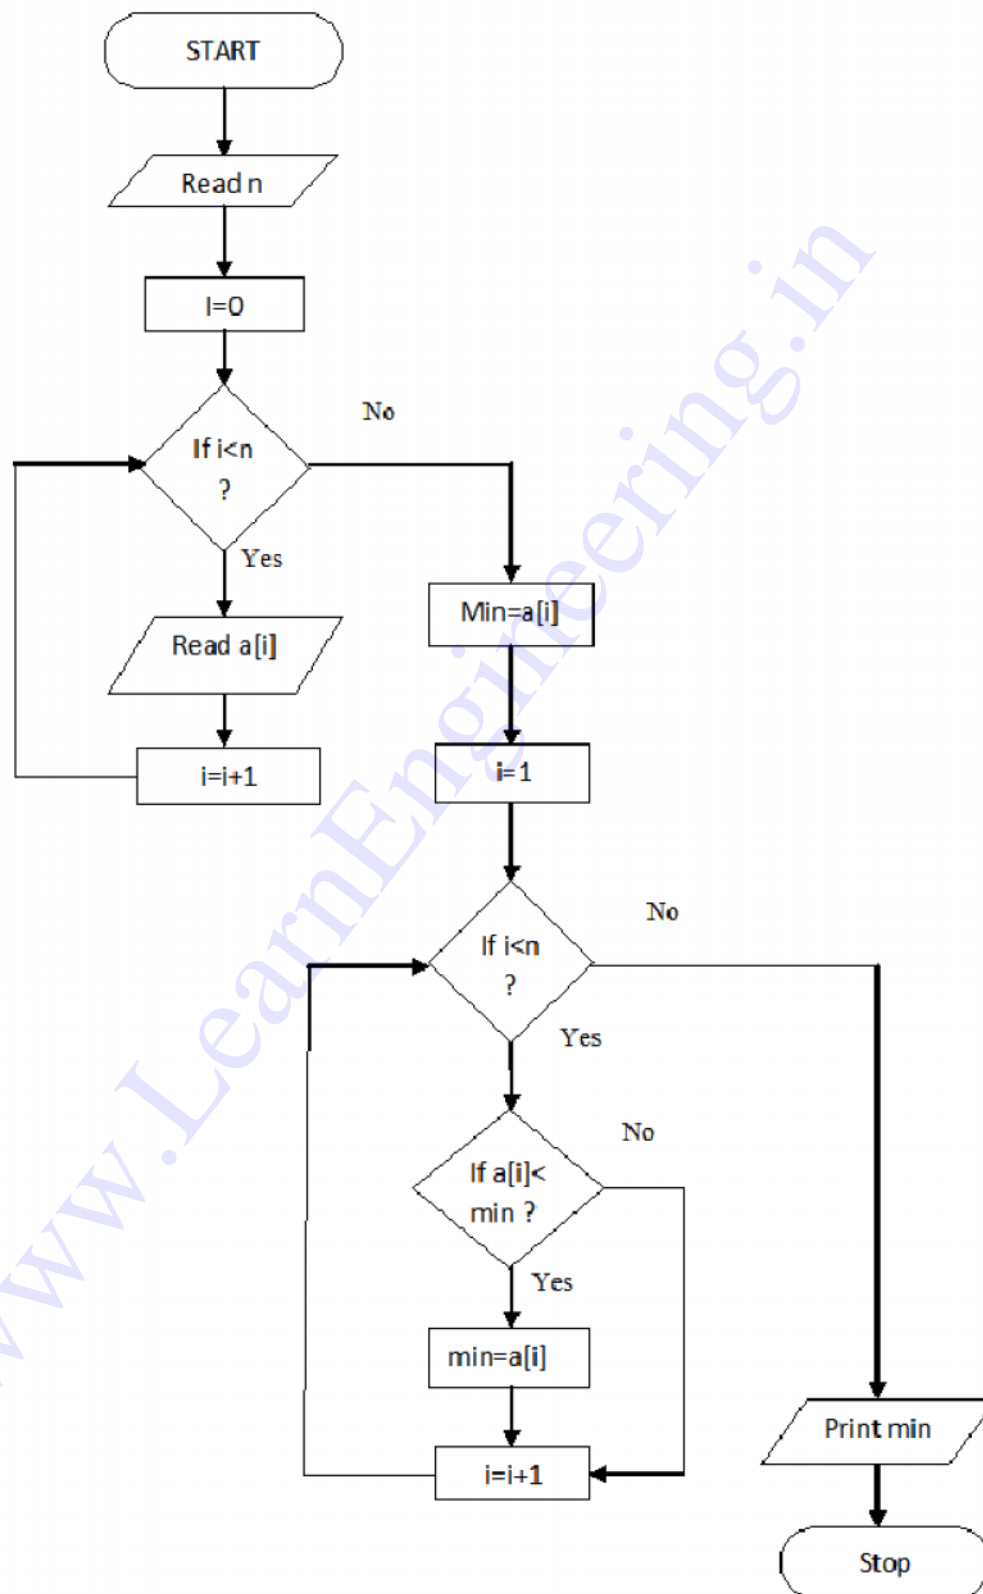 START
Read n
I=0
If i<n
?
No
Yes
Read a[i]
i=i+1
Min=a[i]
i=1
If i<n
?
No
Yes
If a[i]<
min ?
No
Yes
min=a[i]
i=i+1
Print min
Stop
www.LearnEngineering.in